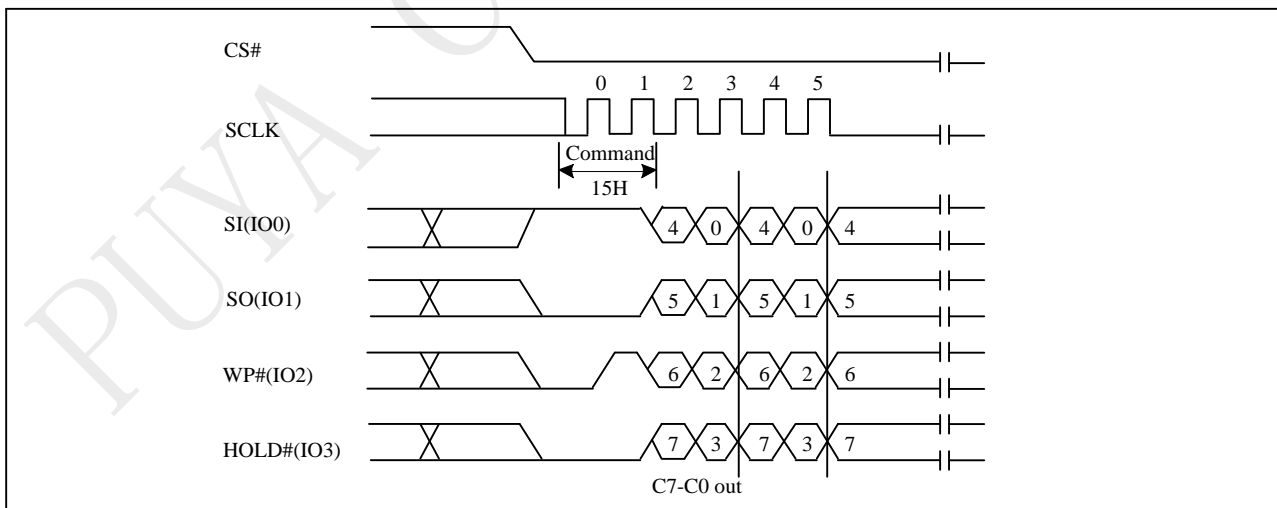 PUYA
CS#
0 1 2 3 4 5
SCLK
Command
15H
SI(IO0) 4 0 4 0 4
SO(IO1) 5 1 5 1 5
WP#(IO2) 6 2 6 2 6
HOLD#(IO3) 7 3 7 3 7
C7-C0 out